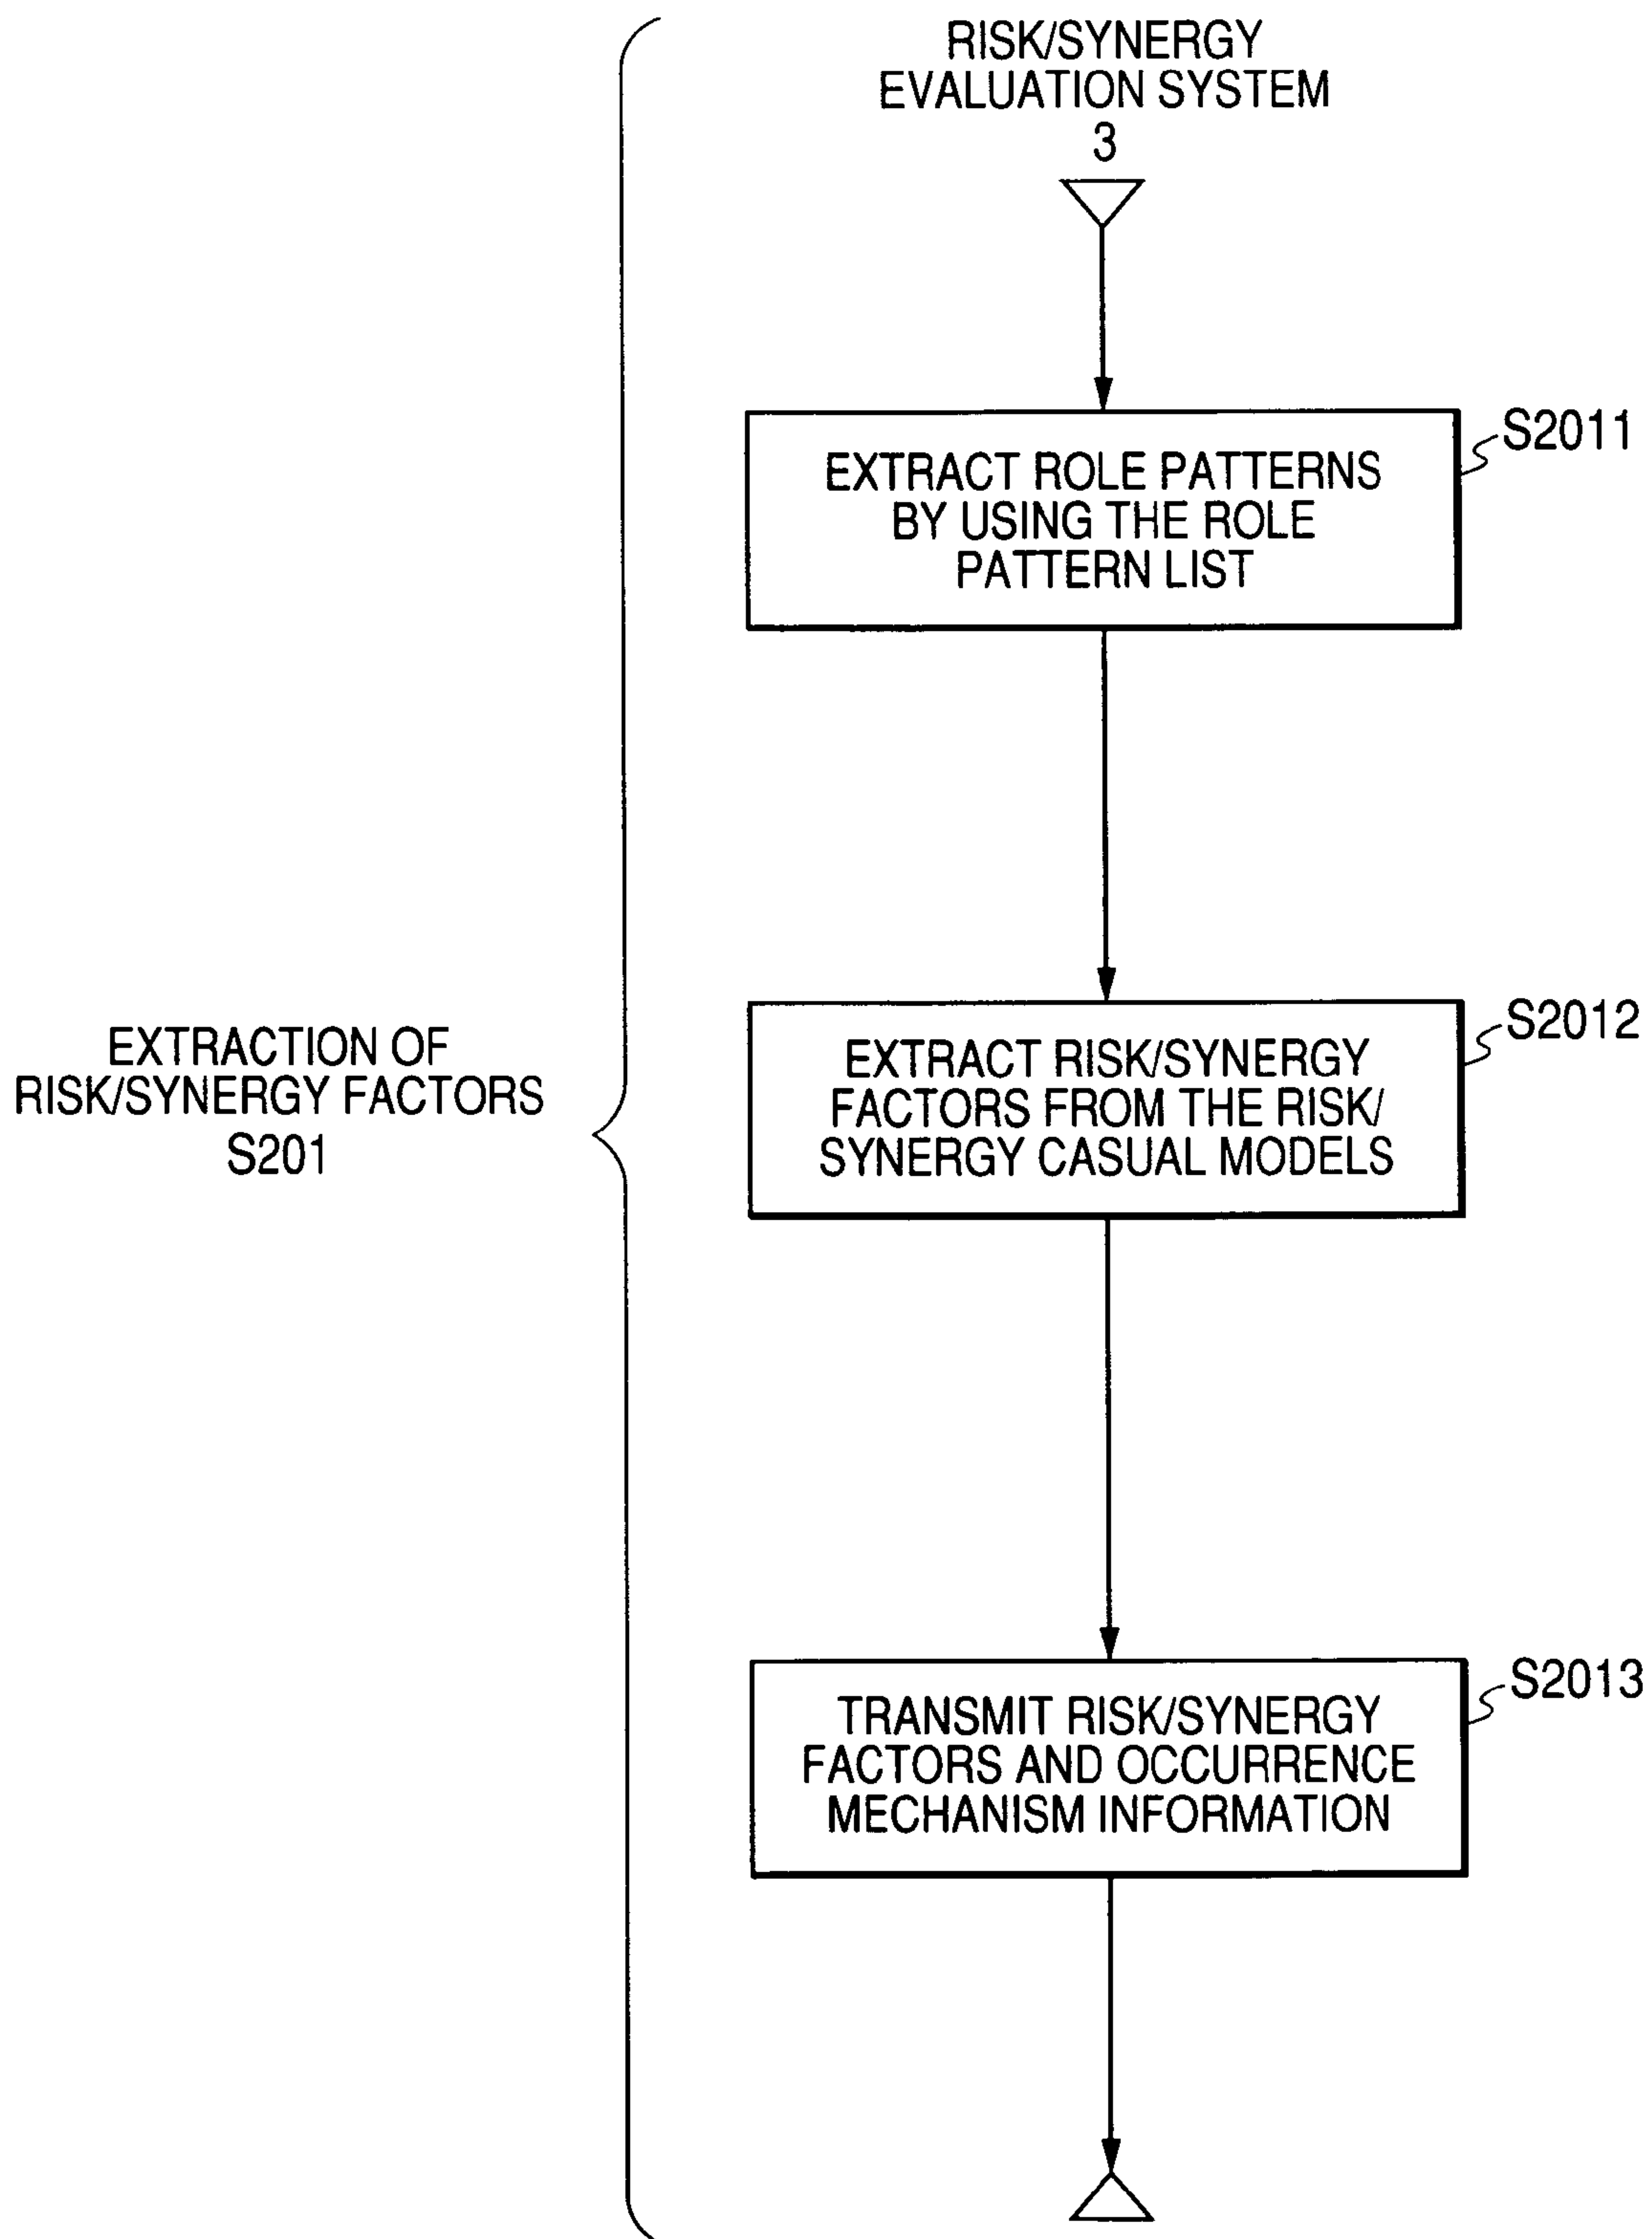 RISK/SYNERGY
EVALUATION SYSTEM
3
EXTRACT ROLE PATTERNS
BY USING THE ROLE
PATTERN LIST
S2011
EXTRACTION OF
RISK/SYNERGY FACTORS
S201
EXTRACT RISK/SYNERGY
FACTORS FROM THE RISK/
SYNERGY CASUAL MODELS
S2012
TRANSMIT RISK/SYNERGY
FACTORS AND OCCURRENCE
MECHANISM INFORMATION
S2013